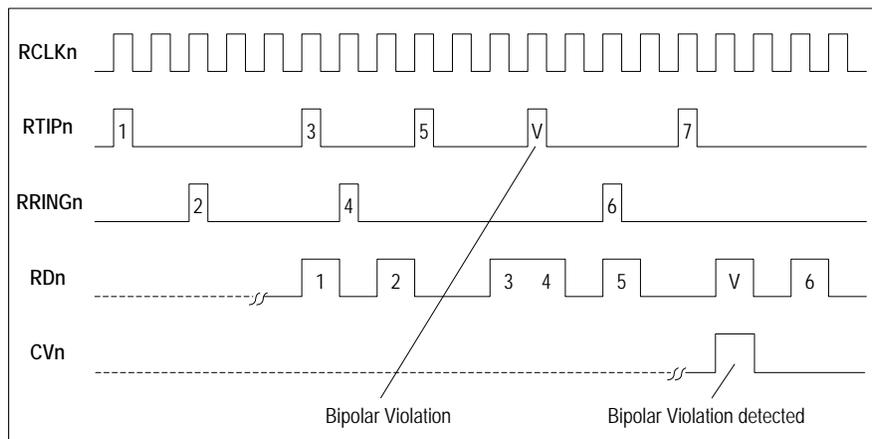 RCLKn
RTIPn
1
3
5
V
7
RRINGn
2
4
6
RDn
1
2
3
4
5
V
6
CVn
Bipolar Violation
Bipolar Violation detected